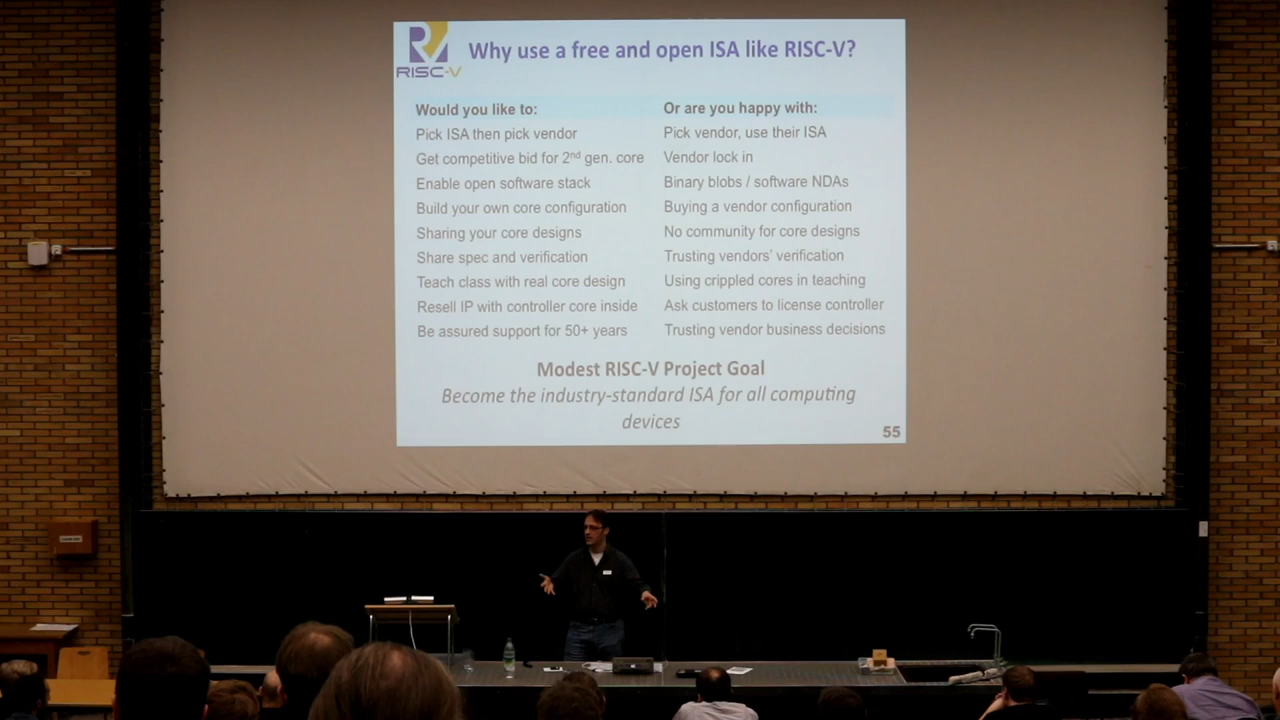 RISC-V
Why use a free and open ISA like RISC-V?
Would you like to:
Or are you happy with:
Pick ISA then pick vendor
Pick vendor, use their ISA
Get competitive bid for 2nd gen. core
Vendor lock in
Enable open software stack
Binary blobs / software NDAs
Build your own core configuration
Buying a vendor configuration
Sharing your core designs
No community for core designs
Share spec and verification
Trusting vendors' verification
Teach class with real core design
Using crippled cores in teaching
Resell IP with controller core inside
Ask customers to license controller
Be assured support for 50+ years
Trusting vendor business decisions
Modest RISC-V Project Goal
Become the industry-standard ISA for all computing
devices
55